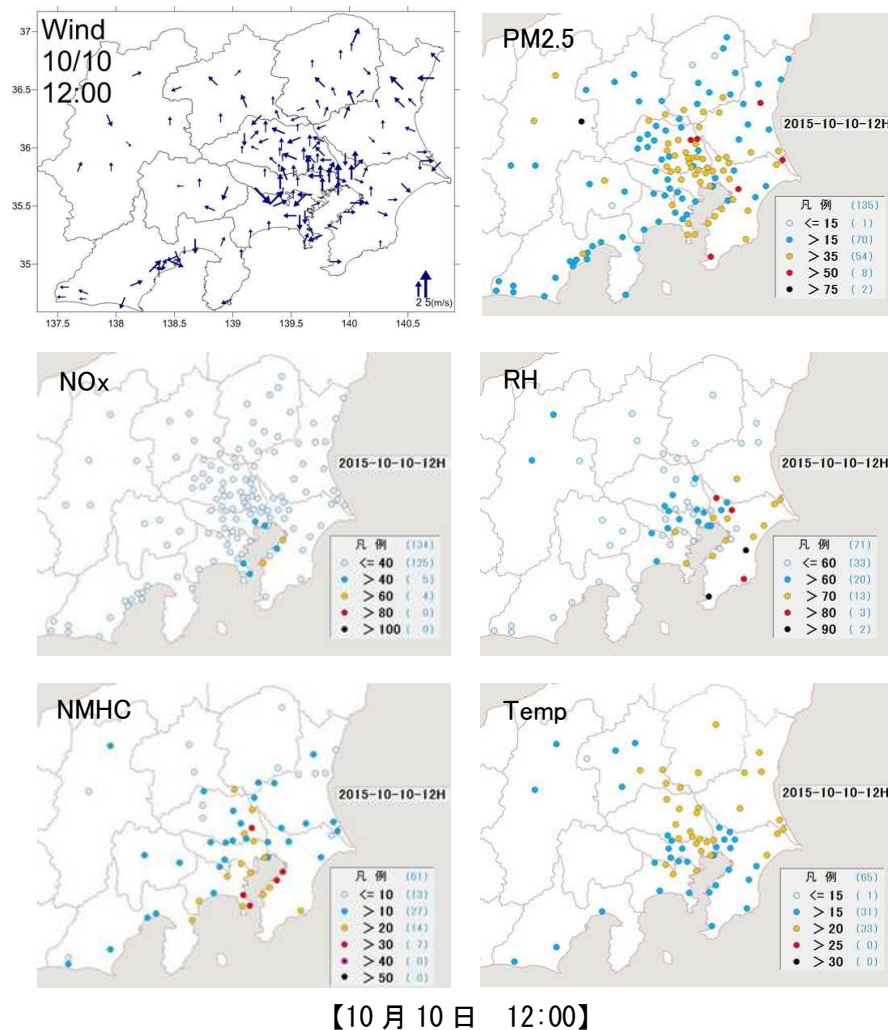 Wind
10/10
12:00
37
36.5
36
35.5
35
137.5 138 138.5 139 139.5 140 140.5
2 5(m/s)
PM2.5
2015-10-10-12H
凡 例 (135)
<= 15 ( 1)
> 15 (70)
> 35 (54)
> 50 ( 8)
> 75 ( 2)
NOx
2015-10-10-12H
凡 例 (134)
<= 40 (125)
> 40 ( 5)
> 60 ( 4)
> 80 ( 0)
> 100 ( 0)
RH
2015-10-10-12H
凡 例 (71)
<= 60 (33)
> 60 (20)
> 70 (13)
> 80 ( 3)
> 90 ( 2)
NMHC
2015-10-10-12H
凡 例 (61)
<= 10 (13)
> 10 (27)
> 20 (14)
> 30 ( 7)
> 40 ( 0)
> 50 ( 0)
Temp
2015-10-10-12H
凡 例 (65)
<= 15 ( 1)
> 15 (31)
> 20 (33)
> 25 ( 0)
> 30 ( 0)
【10 月 10 日　12:00】